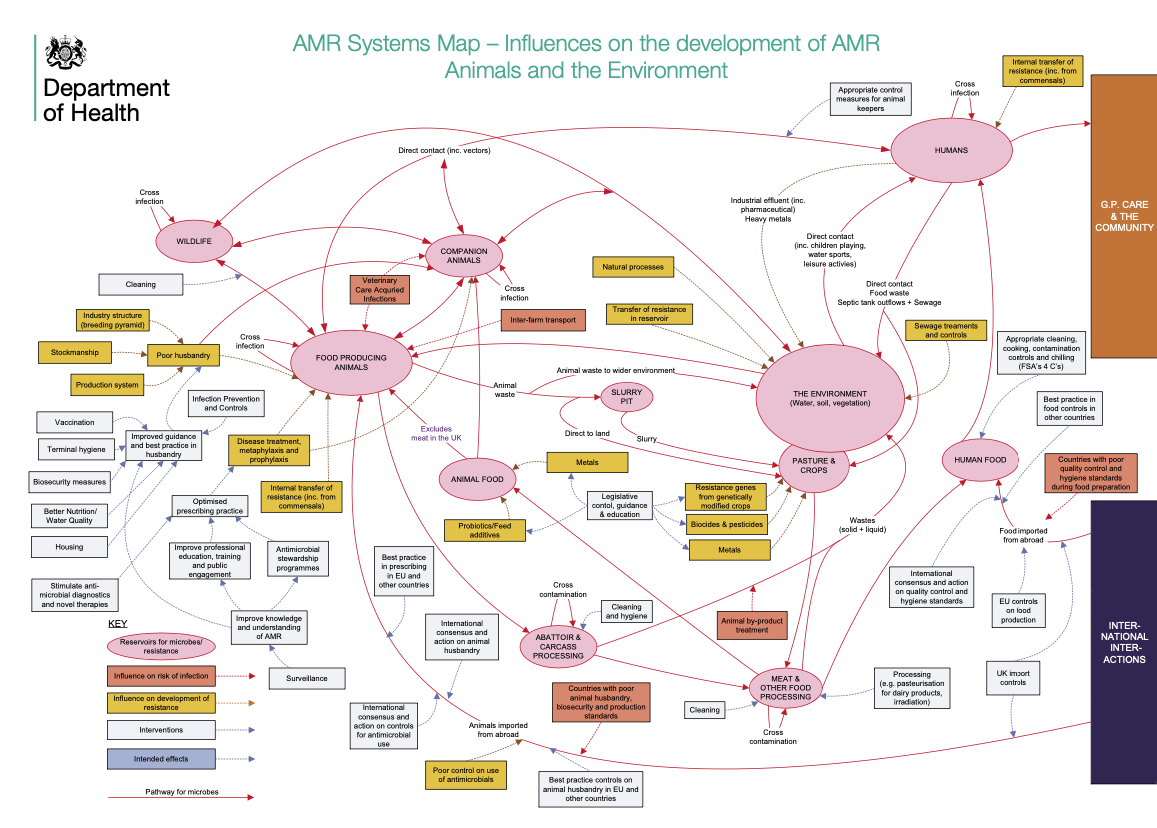 AMR Systems Map – Influences on the development of AMR
Animals and the Environment
Department
of Health
Internal transfer of
resistance (inc. from
commensals)
Cross
infection
Appropriate control
measures for animal
keepers
HUMANS
G.P. CARE
& THE
COMMUNITY
Direct contact (inc. vectors)
Cross
infection
WILDLIFE
COMPANION
ANIMALS
Industrial effluent (inc.
pharmaceutical)
Heavy metals
Direct contact
(inc. children playing,
water sports,
leisure activies)
Cleaning
Veterinary
Care Acquried
Infections
Cross
infection
Natural processes
Direct contact
Food waste
Septic tank outflows + Sewage
Industry structure
(breeding pyramid)
Inter-farm transport
Transfer of resistance
in reservoir
Sewage treaments
and controls
Stockmanship
Poor husbandry
Cross
infection
FOOD PRODUCING
ANIMALS
Appropriate cleaning,
cooking, contamination
controls and chilling
(FSA's 4 C's)
Production system
Animal waste to wider environment
Animal
waste
SLURRY
PIT
THE ENVIRONMENT
(Water, soil, vegetation)
Infection Prevention
and Controls
Best practice in
food controls in
other countries
Vaccination
Improved guidance
and best practice in
husbandry
Terminal hygiene
Disease treatment,
metaphylaxis and
prophylaxis
Excludes
meat in the UK
Direct to land
Slurry
PASTURE &
CROPS
HUMAN FOOD
Countries with poor
quality control and
hygiene standards
during food preparation
Metals
Biosecurity measures
ANIMAL FOOD
Internal transfer of
resistance (inc. from
commensals)
Legislative
contol, guidance
& education
Resistance genes
from genetically
modified crops
Optimised
prescribing practice
Better Nutrition/
Water Quality
Probiotics/Feed
additives
Biocides & pesticides
Wastes
(solid + liquid)
Food imported
from abroad
Housing
Metals
Improve professional
education, training
and public
engagement
Antimicrobial
stewardship
programmes
Best practice
in prescribing
in EU and
other countries
International
consensus and action
on quality control and
hygiene standards
Stimulate anti-
microbial diagnostics
and novel therapies
Cross
contamination
Cleaning
and hygiene
EU controls
on food
production
Improve knowledge
and understanding
of AMR
International
consensus and
action on animal
husbandry
Animal by-product
treatment
ABATTOIR &
CARCASS
PROCESSING
INTER-
NATIONAL
INTER-
ACTIONS
KEY
Reservoirs for microbes/
resistance
Influence on risk of infection
Influence on development of
resistance
Interventions
Intended effects
Pathway for microbes
Surveillance
MEAT &
OTHER FOOD
PROCESSING
Processing
(e.g. pasteurisation
for dairy products,
irradiation)
UK import
controls
Countries with poor
animal husbandry,
biosecurity and production
standards
Cleaning
International
consensus and
action on controls
for antimicrobial
use
Animals imported
from abroad
Cross
contamination
Poor control on use
of antimicrobials
Best practice controls on
animal husbandry in EU and
other countries